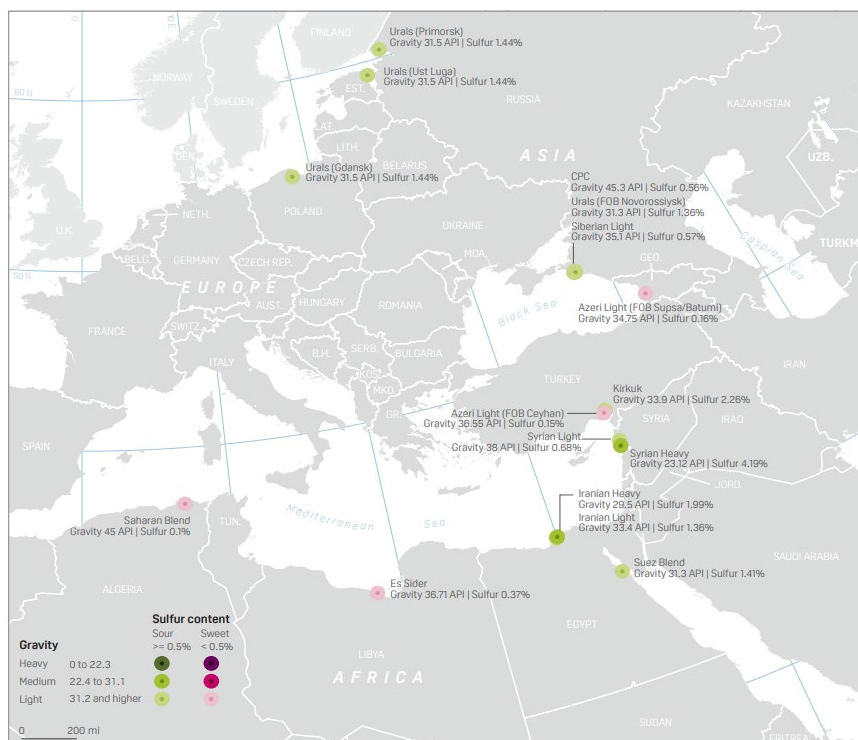 0
10 E
FINLAND
Urals (Primorsk)
Gravity 31.5 API | Sulfur 1.44%
NORWAY
Urals (Ust Luga)
Gravity 31.5 API | Sulfur 1.44%
60 N
EST.
SWEDEN
RUSSIA
KAZAKHSTAN
LAT.
LITH.
DEN.
ASIA
UZB.
BELARUS
Urals (Gdansk)
Gravity 31.5 API | Sulfur 1.44%
CPC
Gravity 45.3 API | Sulfur 0.56%
Urals (FOB Novorossiysk)
Gravity 31.3 API | Sulfur 1.36%
Siberian Light
Gravity 35.1 API | Sulfur 0.57%
NETH.
POLAND
UKRAINE
U.K.
TURKM
Caspian Sea
BELG.
GERMANY
CZECH REP.
MDA.
GEO.
50 N
EUROPE
AUST.
HUNGARY
ROMANIA
Black Sea
Azeri Light (FOB Supsa/Batumi)
Gravity 34.75 API | Sulfur 0.16%
FRANCE
SWITZ.
B.H.
SERB.
BULGARIA
ITALY
KOS.
MKD.
IRAN
TURKEY
Kirkuk
Gravity 33.9 API | Sulfur 2.26%
GR.
Azeri Light (FOB Ceyhan)
Gravity 36.55 API | Sulfur 0.15%
SYRIA
IRAQ
SPAIN
Syrian Light
Gravity 38 API | Sulfur 0.68%
Syrian Heavy
Gravity 23.12 API | Sulfur 4.19%
JORD.
Iranian Heavy
Gravity 29.5 API | Sulfur 1.99%
Iranian Light
Gravity 33.4 API | Sulfur 1.36%
Mediterranean Sea
Saharan Blend
Gravity 45 API | Sulfur 0.1%
TUN.
SAUDI ARABIA
Suez Blend
Gravity 31.3 API | Sulfur 1.41%
ALGERIA
Es Sider
Gravity 36.71 API | Sulfur 0.37%
EGYPT
LIBYA
AFRICA
SUDAN
ERITREA
Sulfur content
Sour
>= 0.5%
Sweet
< 0.5%
Gravity
Heavy 0 to 22.3
Medium 22.4 to 31.1
Light 31.2 and higher
0 200 mi